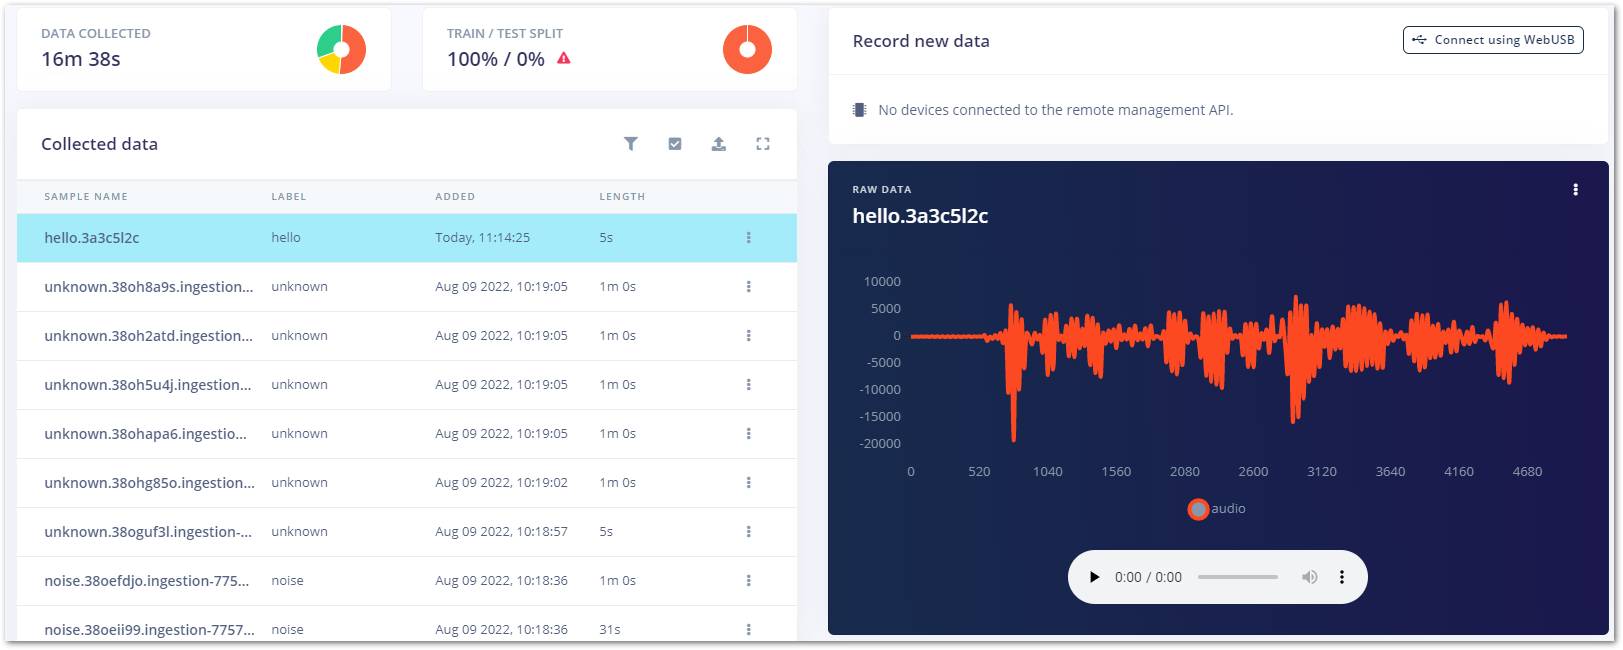 DATA COLLECTED
16m 38s
TRAIN / TEST SPLIT
100% / 0%
Collected data
SAMPLE NAME LABEL ADDED LENGTH
hello.3a3c5l2c hello Today, 11:14:25 5s
unknown.38oh8a9s.ingestion... unknown Aug 09 2022, 10:19:05 1m 0s
unknown.38oh2atd.ingestion... unknown Aug 09 2022, 10:19:05 1m 0s
unknown.38oh5u4j.ingestion... unknown Aug 09 2022, 10:19:05 1m 0s
unknown.38ohapa6.ingestio... unknown Aug 09 2022, 10:19:05 1m 0s
unknown.38ohg85o.ingestion... unknown Aug 09 2022, 10:19:02 1m 0s
unknown.38oguf3l.ingestion-... unknown Aug 09 2022, 10:18:57 5s
noise.38oefdjo.ingestion-775... noise Aug 09 2022, 10:18:36 1m 0s
noise.38oeii99.ingestion-7757... noise Aug 09 2022, 10:18:36 31s
Record new data
Connect using WebUSB
No devices connected to the remote management API.
RAW DATA
hello.3a3c5l2c
10000
5000
0
-5000
-10000
-15000
-20000
0 520 1040 1560 2080 2600 3120 3640 4160 4680
audio
0:00 / 0:00